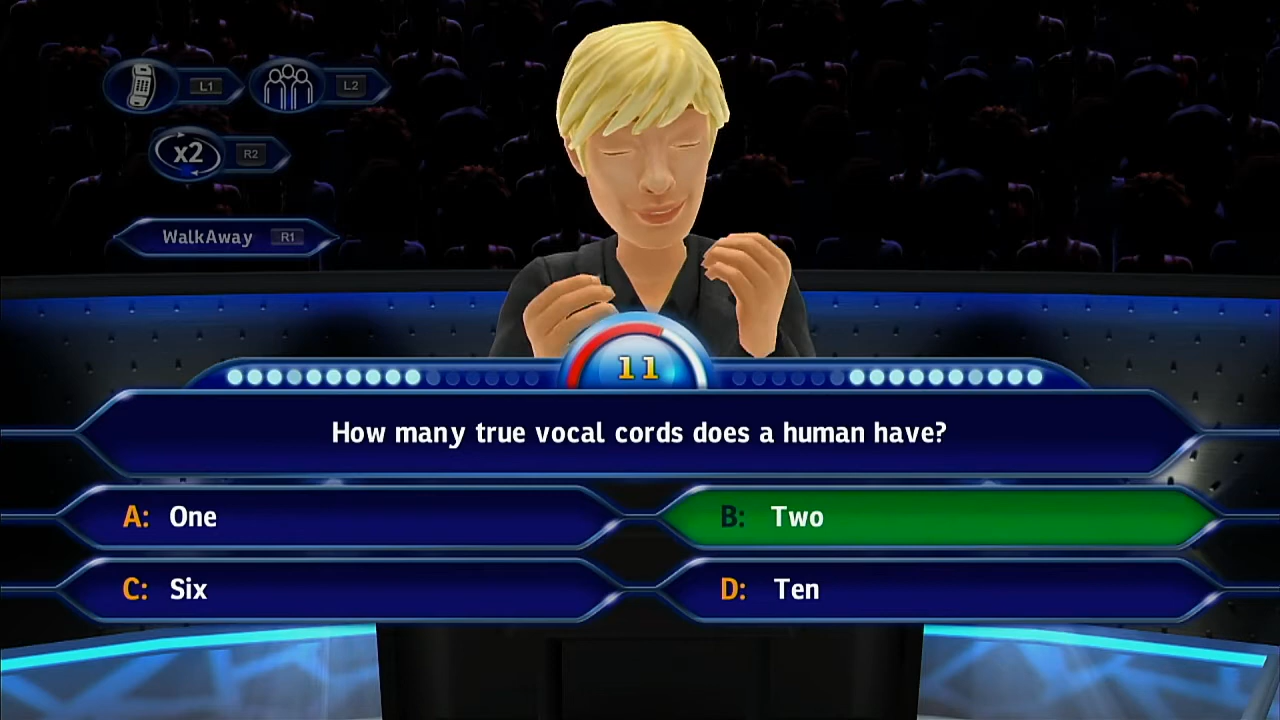 L1
L2
x2
R2
WalkAway R1
11
How many true vocal cords does a human have?
A: One
B: Two
C: Six
D: Ten